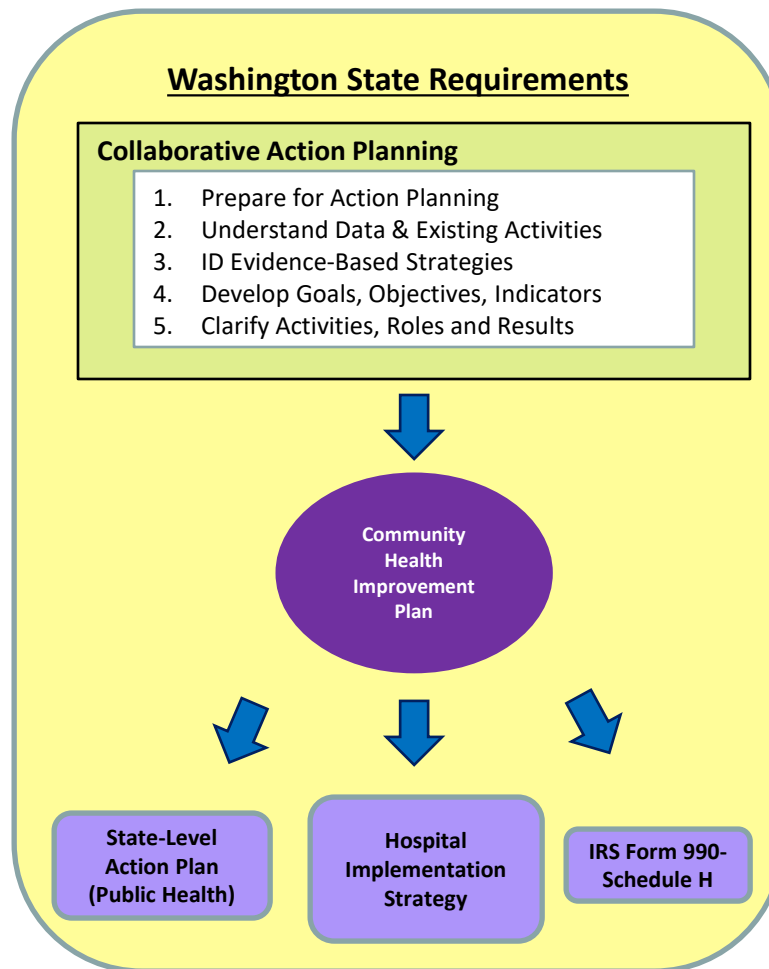 Washington State Requirements
Collaborative Action Planning
1. Prepare for Action Planning
2. Understand Data & Existing Activities
3. ID Evidence-Based Strategies
4. Develop Goals, Objectives, Indicators
5. Clarify Activities, Roles and Results
Community
Health
Improvement
Plan
State-Level
Action Plan
(Public Health)
Hospital
Implementation
Strategy
IRS Form 990-
Schedule H